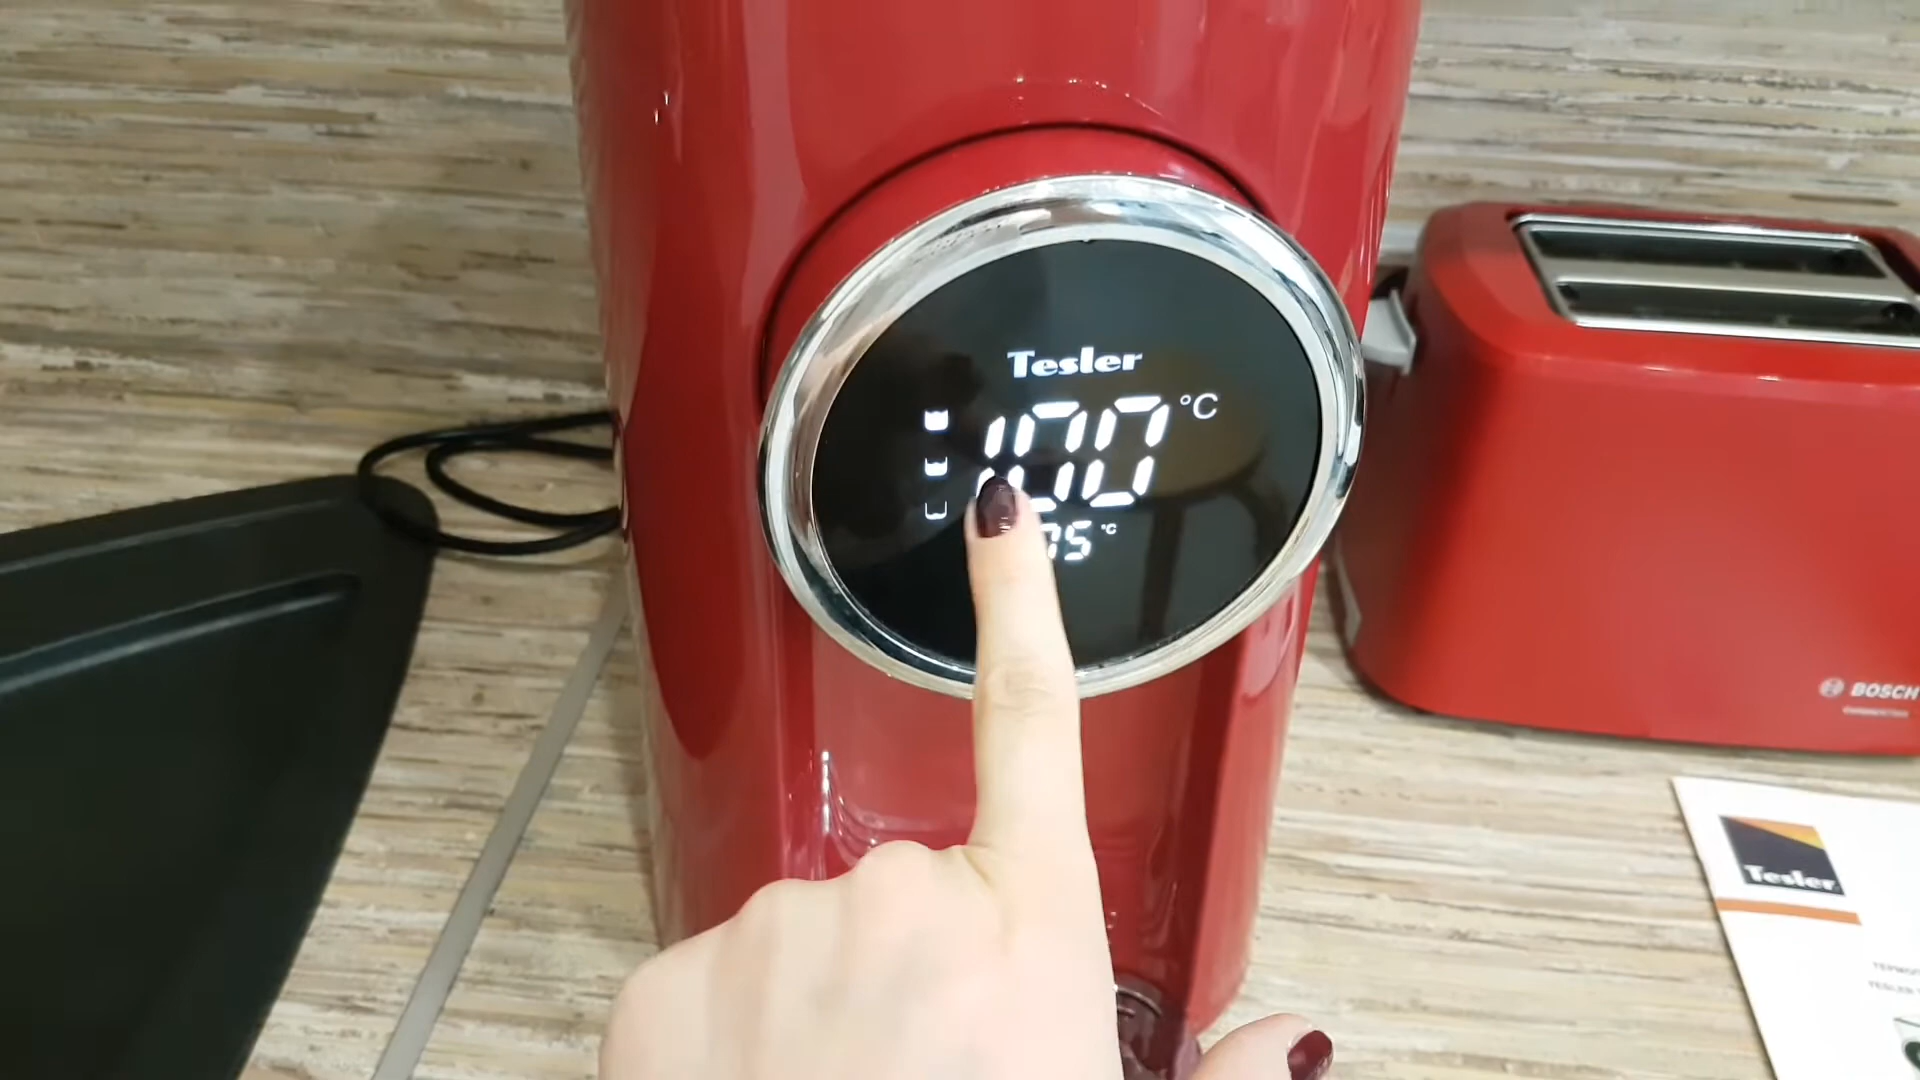 Tesler
100 °C
75 °C
BOSCH
Tesler